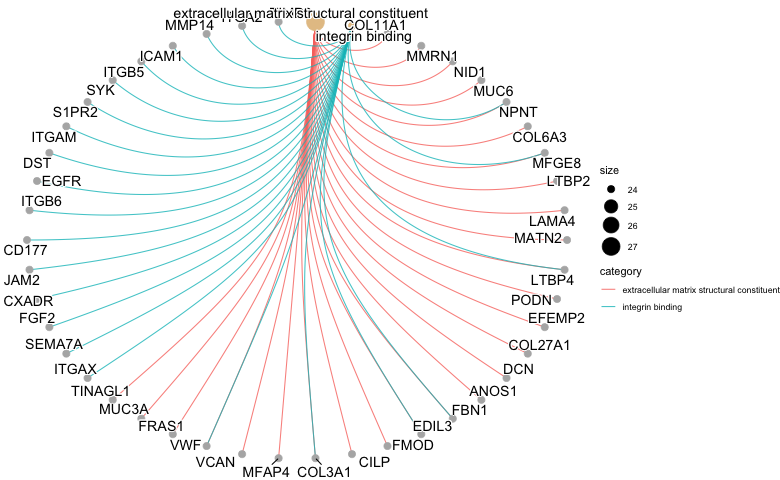 extracellular matrix structural constituent
MMP14
COL11A1
integrin binding
ICAM1
MMRN1
ITGB5
NID1
SYK
MUC6
S1PR2
NPNT
ITGAM
COL6A3
DST
MFGE8
EGFR
LTBP2
ITGB6
LAMA4
CD177
MATN2
JAM2
LTBP4
CXADR
PODN
FGF2
EFEMP2
SEMA7A
COL27A1
ITGAX
DCN
TINAGL1
ANOS1
MUC3A
FBN1
FRAS1
EDIL3
VWF
FMOD
VCAN
CILP
MFAP4
COL3A1
size
24
25
26
27
category
extracellular matrix structural constituent
integrin binding